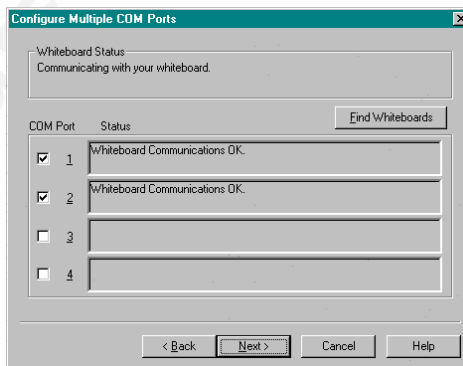 Configure Multiple COM Ports
Whiteboard Status
Communicating with your whiteboard.
Find Whiteboards
COM Port Status
1 Whiteboard Communications OK.
2 Whiteboard Communications OK.
3
4
< Back Next > Cancel Help